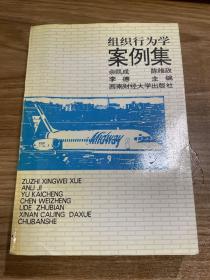 组织行为学
案例集
余凯成 陈维政
李德 主编
西南财经大学出版社
Midway
ZUZHI XINGWEI XUE
ANLI JI
YU KAICHENG
CHEN WEIZHENG
LIDE ZHUBIAN
XINAN CAIJING DAXUE
CHUBANSHE